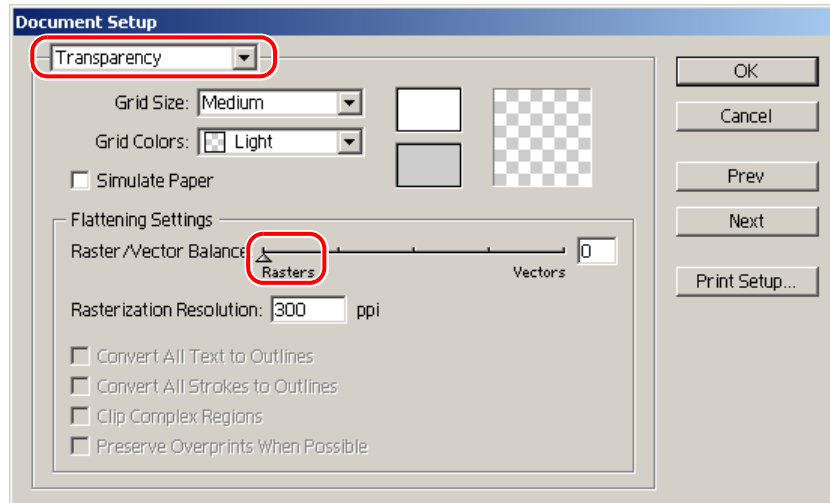 Document Setup
Transparency
OK
Grid Size: Medium
Cancel
Grid Colors: Light
Simulate Paper
Prev
Flattening Settings
Next
Raster/Vector Balance: 0
Rasters Vectors
Print Setup...
Rasterization Resolution: 300 ppi
Convert All Text to Outlines
Convert All Strokes to Outlines
Clip Complex Regions
Preserve Overprints When Possible